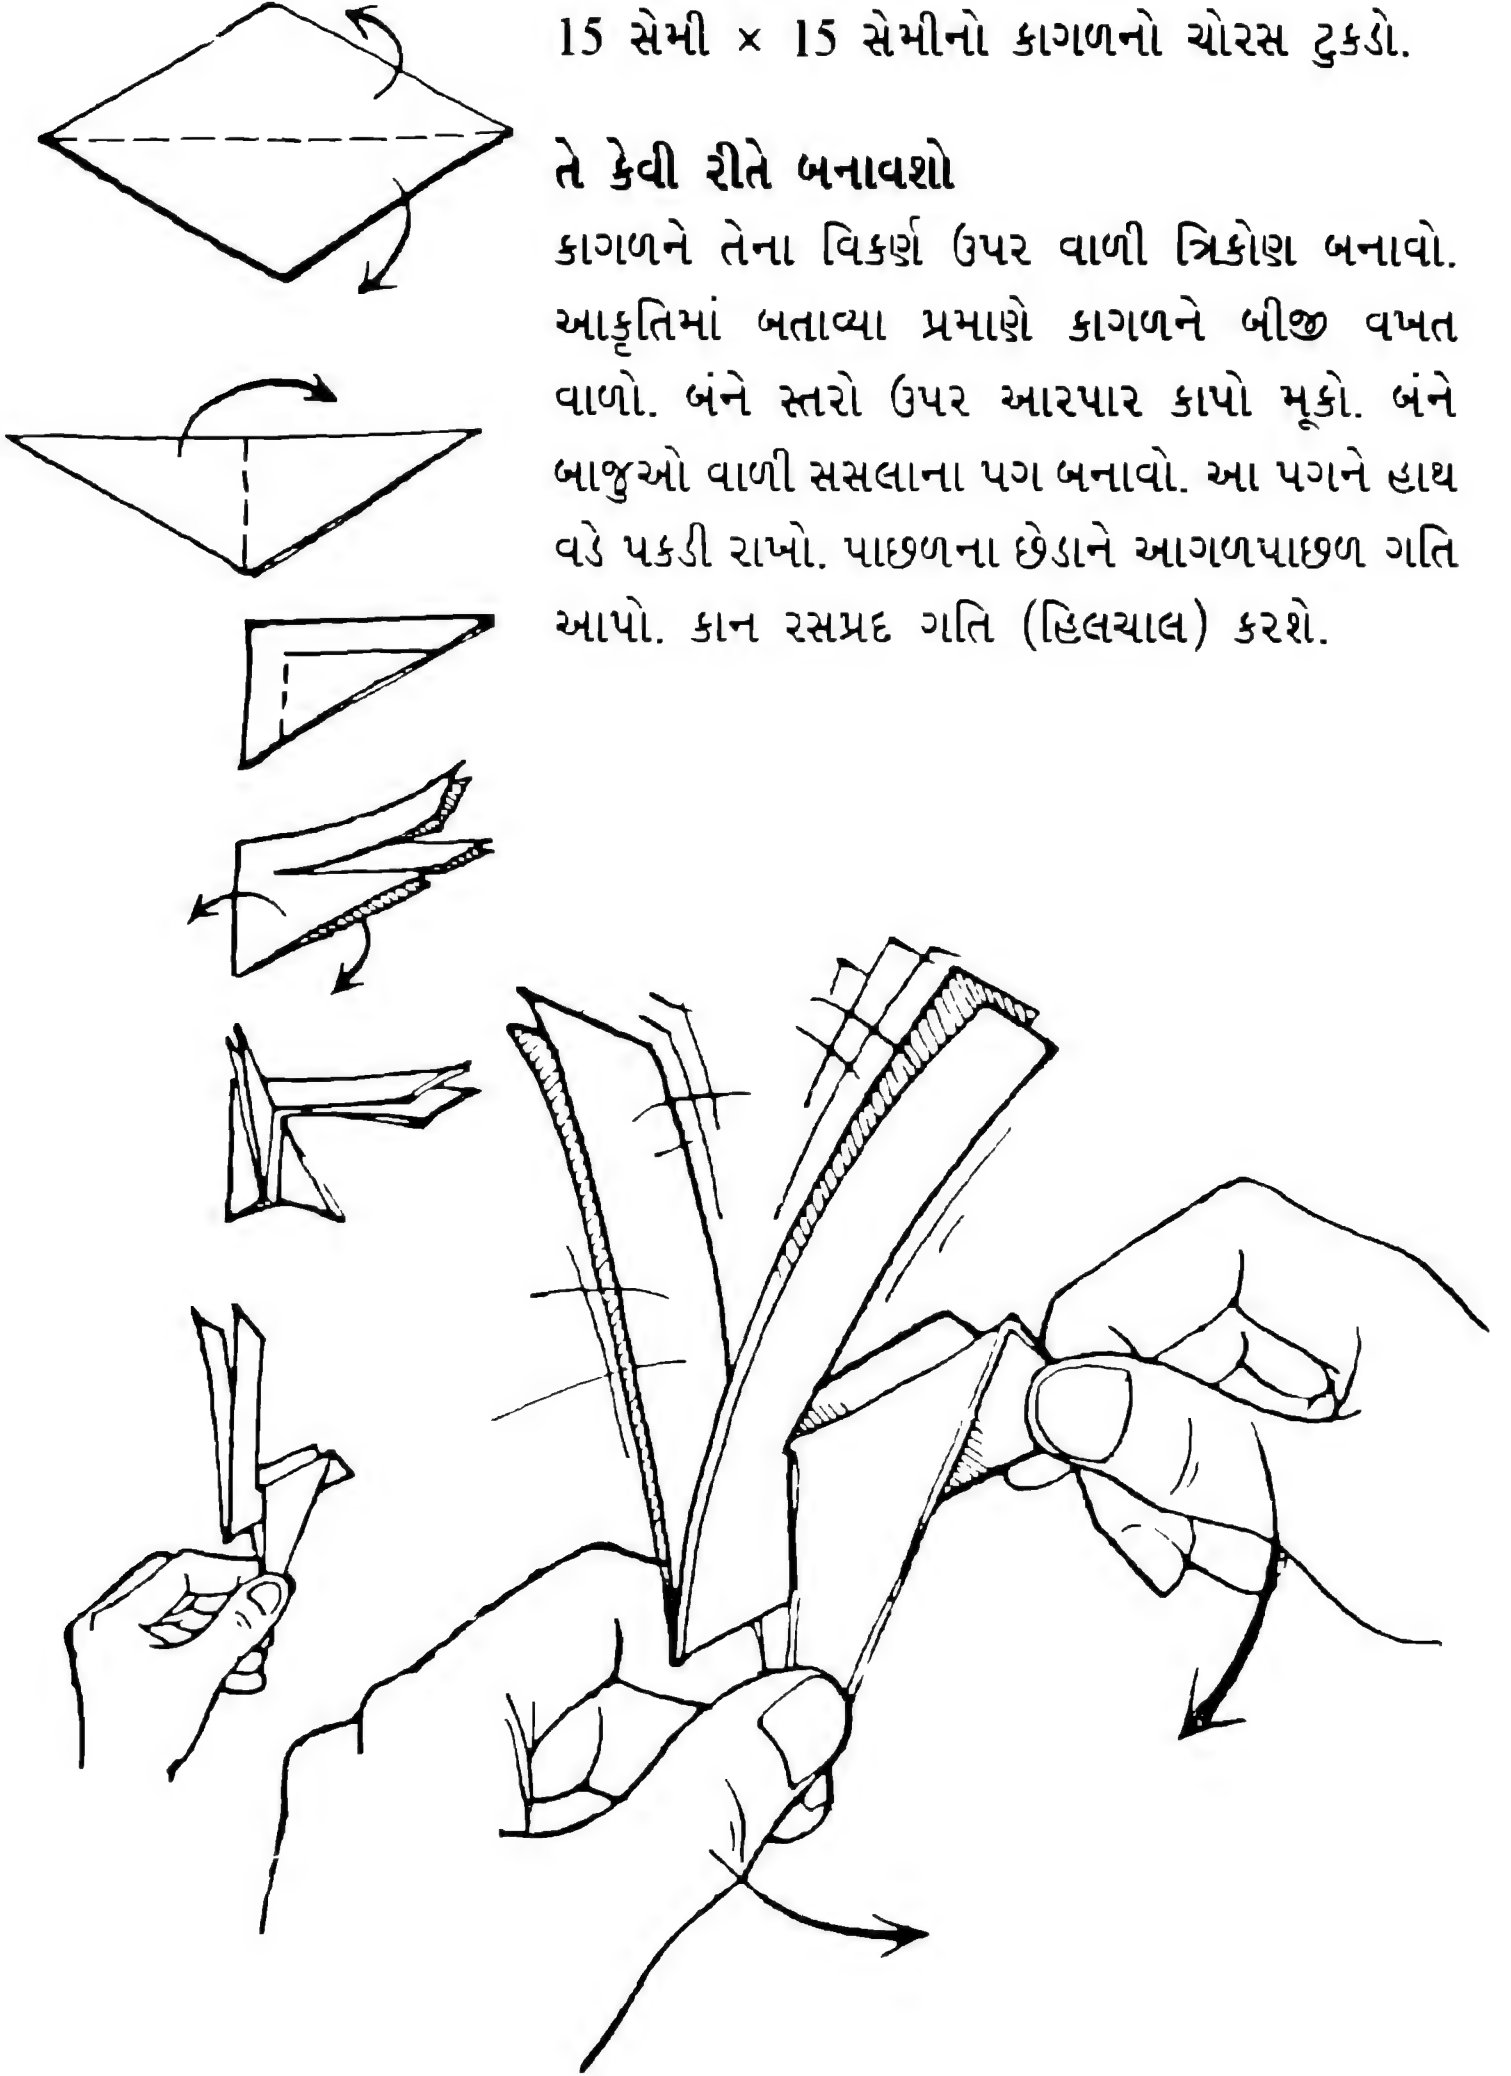 15 સેમી × 15 સેમીનો કાગળનો ચોરસ ટુકડો.
તે કેવી રીતે બનાવશો
કાગળને તેના વિકર્ણ ઉપર વાળી ત્રિકોણ બનાવો.
આકૃતિમાં બતાવ્યા પ્રમાણે કાગળને બીજી વખત
વાળો. બંને સ્તરો ઉપર આરપાર કાપો મૂકો. બંને
બાજુઓ વાળી સસલાના પગ બનાવો. આ પગને હાથ
વડે પકડી રાખો. પાછળના છેડાને આગળપાછળ ગતિ
આપો. કાન રસપ્રદ ગતિ (હિલચાલ) કરશે.